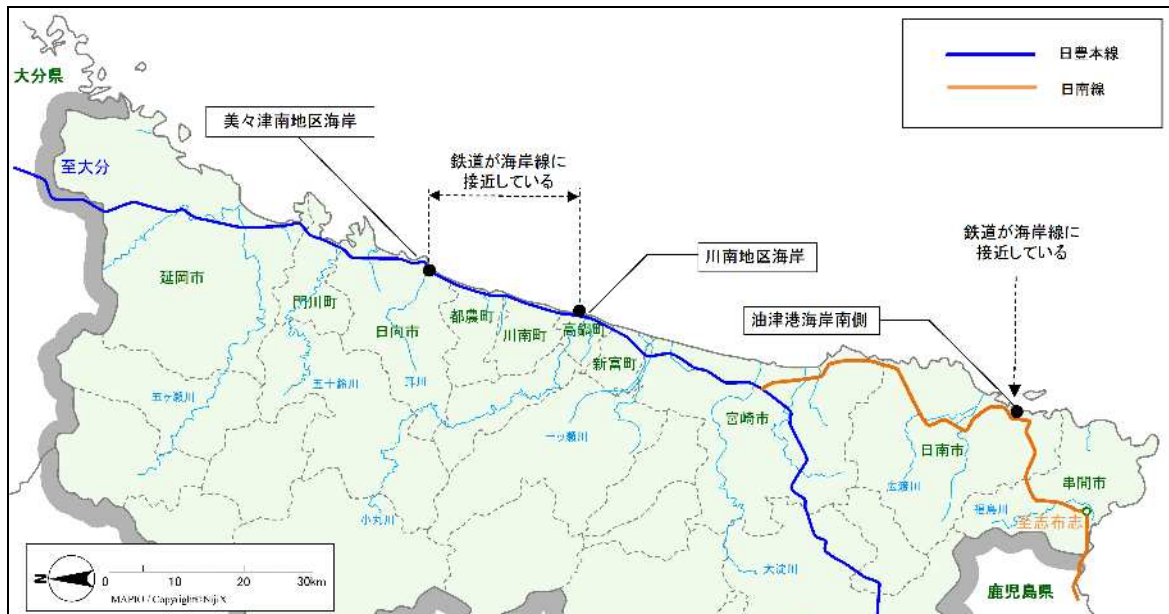 大分県
至大分
美々津南地区海岸
鉄道が海岸線に
接近している
日豊本線
日南線
川南地区海岸
鉄道が海岸線に
接近している
油津港海岸南側
延岡市
門川町
日向市
都農町
川南町
高鍋町
新富町
宮崎市
日南市
串間市
五ヶ瀬川
五十鈴川
耳川
小丸川
一ッ瀬川
大淀川
広渡川
福島川
至志布志
鹿児島県
N
0 10 20 30km
MAPIO / Copyright©NijiX